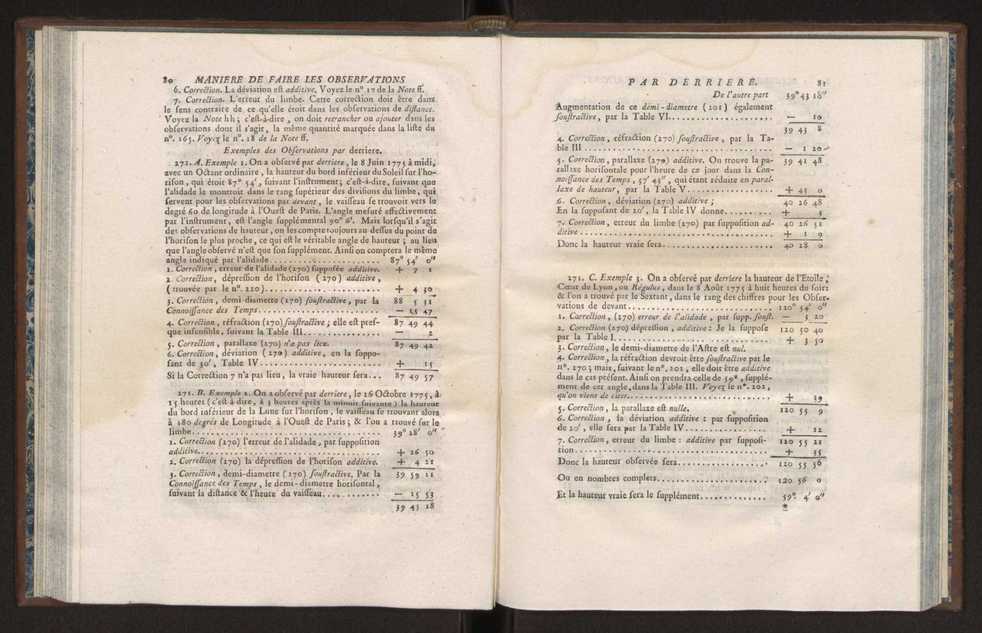 80 MANIERE DE FAIRE LES OBSERVATIONS
6. Correction. La déviation est additive. Voyez le n° 17 de la Note ff.
7. Correction. L'erreur du limbe. Cette correction doit être dans
le sens contraire de ce qu'elle étoit dans les observations de distance.
Voyez la Note hh; c'est-à-dire, on doit retrancher ou ajouter dans les
observations dont il s'agit, la même quantité marquée dans la liste du
n°. 165. Voyez le n°. 18 de la Note ff.
Exemples des Observations par derriere.
271. A. Exemple 1. On a observé par derriere, le 8 Juin 1775 à midi,
avec un Octant ordinaire, la hauteur du bord inférieur du Soleil sur l'ho-
rison, qui étoit 87° 54', suivant l'instrument; c'est-à-dire, suivant que
l'alidade le montroit dans le rang supérieur des divisions du limbe, qui
servent pour les observations par devant, le vaisseau se trouvoit vers le
degré 60 de longitude à l'Ouest de Paris. L'angle mesuré effectivement
par l'instrument, est l'angle supplémental 92° 6'. Mais lorsqu'il s'agit
des observations de hauteur, on les compte toujours au dessus du point de
l'horison le plus proche, ce qui est le véritable angle de hauteur; au lieu
que l'angle observé n'est que son supplément. Ainsi on comptera le même
angle indiqué par l'alidade.................... 87° 54' 0"
1. Correction, erreur de l'alidade (270) supposée additive. + 7 1
2. Correction, dépression de l'horison (270) additive,
(trouvée par le n°. 220)...................... + 4 30
3. Correction, demi-diametre (270) soustractive, par la 88 5 31
Connoissance des Temps...................... — 15 47
4. Correction, réfraction (270) soustractive; elle est pres- 87 49 44
que insensible, suivant la Table III............... — 2
5. Correction, parallaxe (270) n'a pas lieu. 87 49 42
6. Correction, déviation (270) additive, en la suppo-
sant de 30', Table IV...................... + 15
Si la Correction 7 n'a pas lieu, la vraie hauteur sera... 87 49 57
271. B. Exemple 2. On a observé par derriere, le 16 Octobre 1775, à
15 heures (c'est-à-dire, à 3 heures après la minuit suivante) la hauteur
du bord inférieur de la Lune sur l'horison, le vaisseau se trouvant alors
à 180 degrés de Longitude à l'Ouest de Paris; & l'on a trouvé sur le
limbe.................................. 39° 28' 0"
1. Correction (270) l'erreur de l'alidade, par supposition
additive................................ + 26 50
2. Correction (270) la dépression de l'horison additive. + 4 21
3. Correction, demi-diametre (270) soustractive, Par la 39 59 11
Connoissance des Temps, le demi-diametre horisontal,
suivant la distance & l'heure du vaisseau.......... — 15 53
39 43 18
PAR DERRIERE. 81
De l'autre part 39° 43 18"
Augmentation de ce demi-diametre (201) également
soustractive, par la Table VI.................. — 10
39 43 8
4. Correction, réfraction (270) soustractive, par la Ta-
ble III................................ — 1 20
5. Correction, parallaxe (270) additive. On trouve la pa- 39 41 48
rallaxe horisontale pour l'heure de ce jour dans la Con-
noissance des Temps, 57' 43", qui étant réduite en paral-
laxe de hauteur, par la Table V............... + 45 0
6. Correction, déviation (270) additive; 40 26 48
En la supposant de 20', la Table IV donne......... + 3
7. Correction, erreur du limbe (270) par supposition ad- 40 26 51
ditive................................ + 1 9
Donc la hauteur vraie sera.................... 40 28 0
271. C. Exemple 3. On a observé par derriere la hauteur de l'Etoile,
Cœur du Lyon, ou Régulus, dans le 8 Août 1775 à huit heures du soir;
& l'on a trouvé par le Sextant, dans le rang des chiffres pour les Obser-
vations de devant......................... 120° 54' 0"
1. Correction, (270) erreur de l'alidade, par supp. soust. — 3 20
2. Correction (270) dépression, additive: Je la suppose 120 50 40
par la Table I............................ + 3 50
3. Correction, le demi-diametre de l'Astre est nul.
4. Correction, la réfraction devroit être soustractive par le
n°. 270; mais, suivant le n°. 202, elle doit être additive
dans le cas présent. Ainsi on prendra celle de 59°, supplé-
ment de cet angle, dans la Table III. Voyez le n°. 202,
qu'on vient de citer........................ + 39
5. Correction, la parallaxe est nulle. 120 55 9
6. Correction, la déviation additive: par supposition
de 20', elle sera par la Table IV............... + 12
7. Correction, erreur du limbe: additive par supposi- 120 55 21
tion.................................. + 35
Donc la hauteur observée sera................. 120 55 56
Ou en nombres complets..................... 120 56 0
Et la hauteur vraie sera le supplément............. 59° 4' 0"